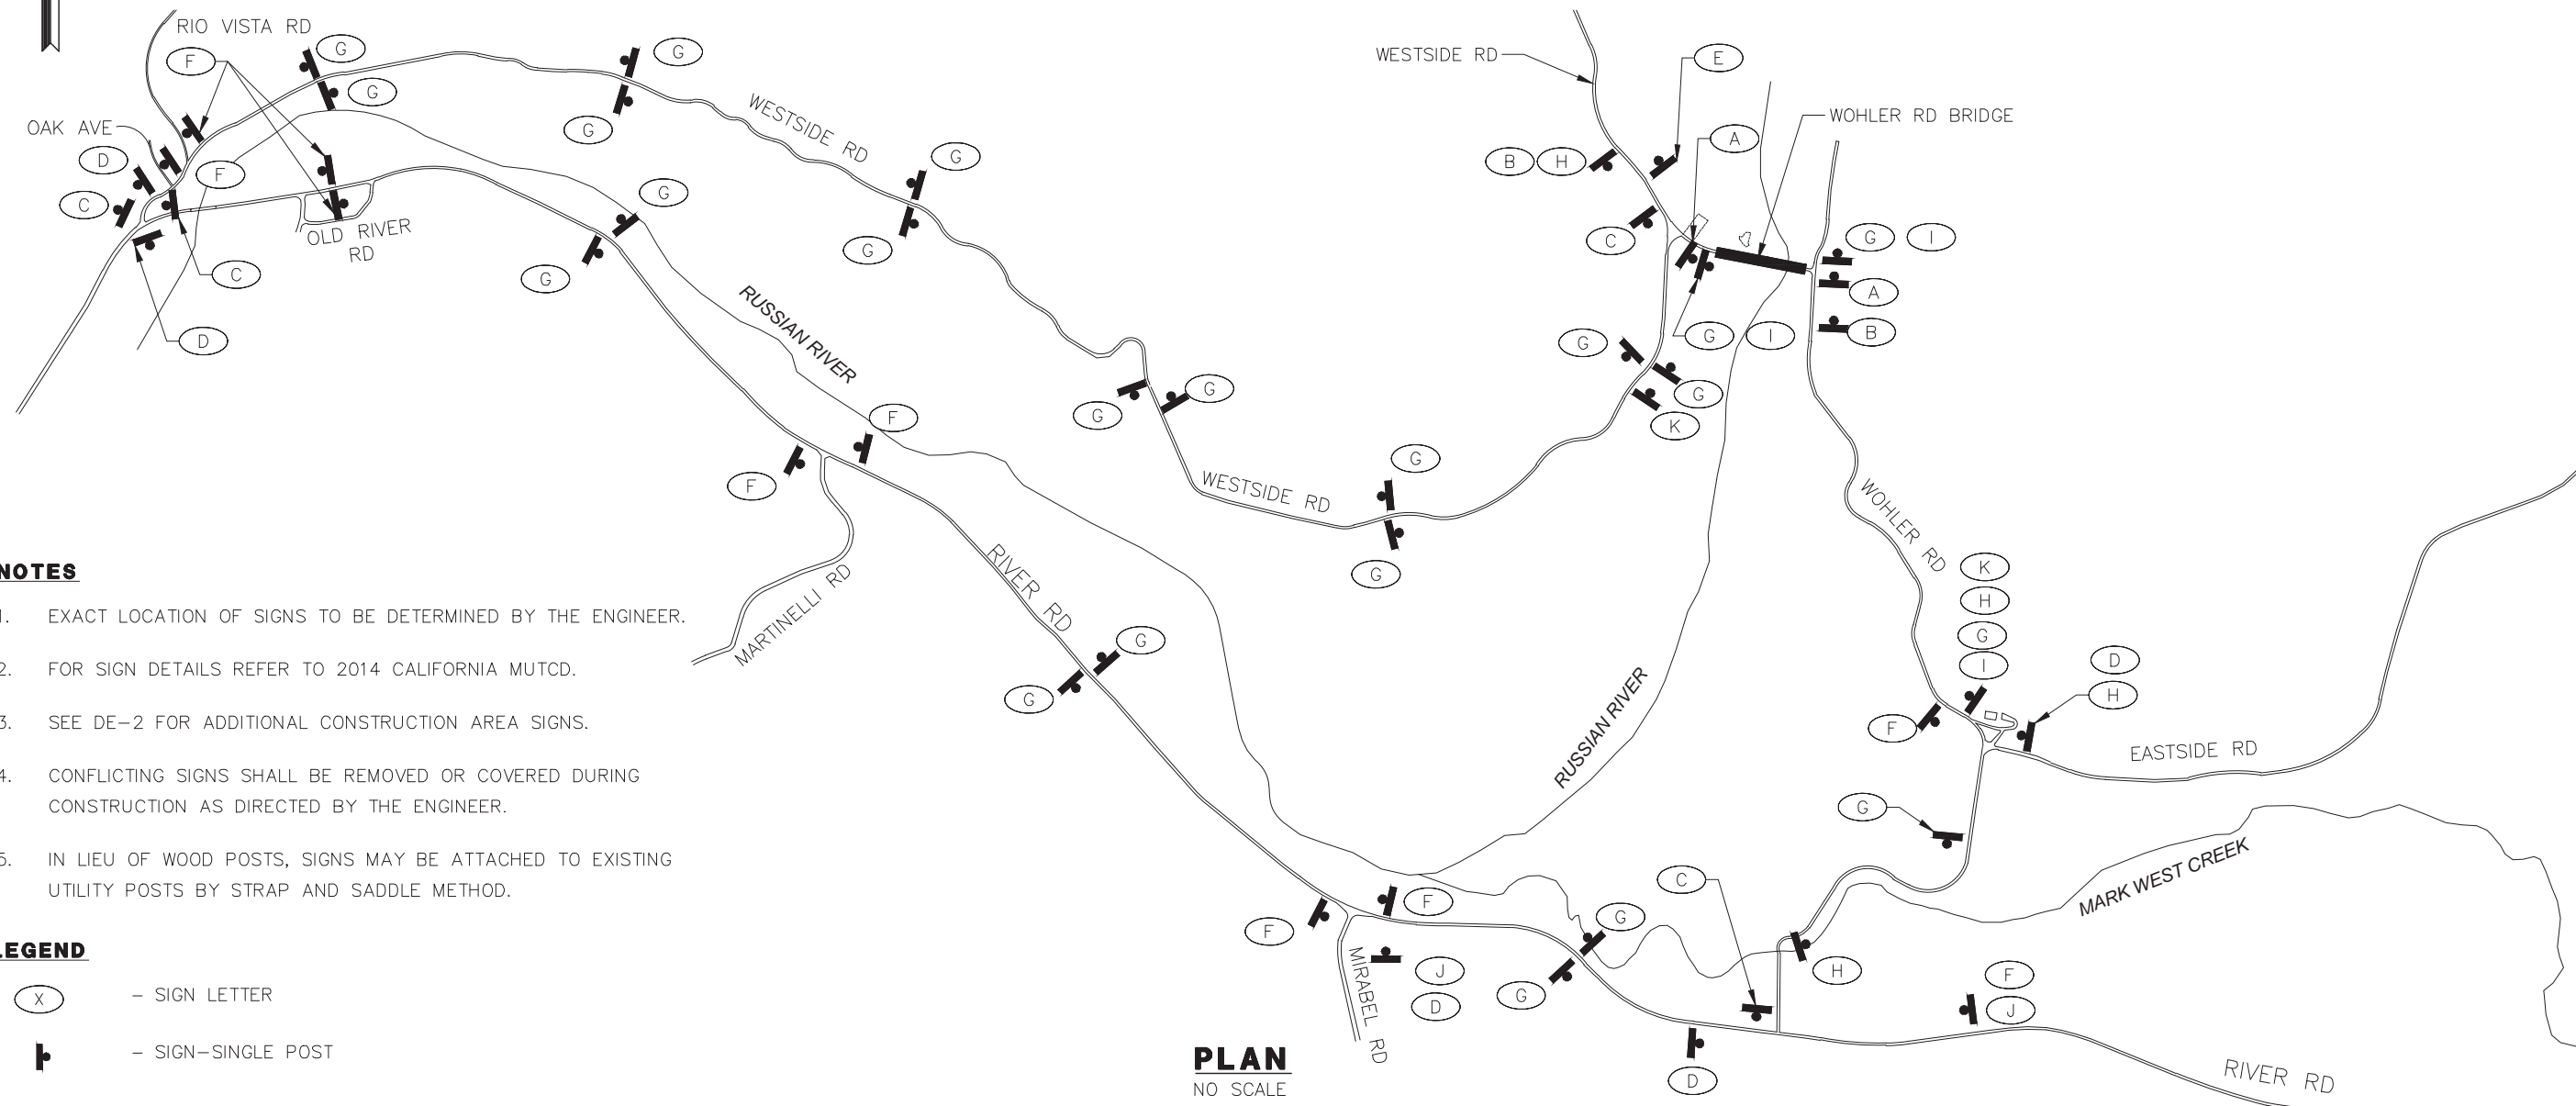 RIO VISTA RD
F
G
G
G
G
OAK AVE
D
C
F
OLD RIVER
RD
C
D
WESTSIDE RD
G
G
G
G
RUSSIAN RIVER
WESTSIDE RD
E
A
WOHLER RD BRIDGE
B
H
C
G
I
A
B
G
I
G
G
K
G
G
F
F
WESTSIDE RD
G
G
WOHLER RD
MARTINELLI RD
RIVER RD
G
G
K
H
G
I
D
H
F
EASTSIDE RD
RUSSIAN RIVER
G
MARK WEST CREEK
C
F
F
G
G
H
J
D
MIRABEL RD
F
J
D
RIVER RD
NOTES
1. EXACT LOCATION OF SIGNS TO BE DETERMINED BY THE ENGINEER.
2. FOR SIGN DETAILS REFER TO 2014 CALIFORNIA MUTCD.
3. SEE DE-2 FOR ADDITIONAL CONSTRUCTION AREA SIGNS.
4. CONFLICTING SIGNS SHALL BE REMOVED OR COVERED DURING
CONSTRUCTION AS DIRECTED BY THE ENGINEER.
5. IN LIEU OF WOOD POSTS, SIGNS MAY BE ATTACHED TO EXISTING
UTILITY POSTS BY STRAP AND SADDLE METHOD.
LEGEND
X - SIGN LETTER
- SIGN-SINGLE POST
PLAN
NO SCALE